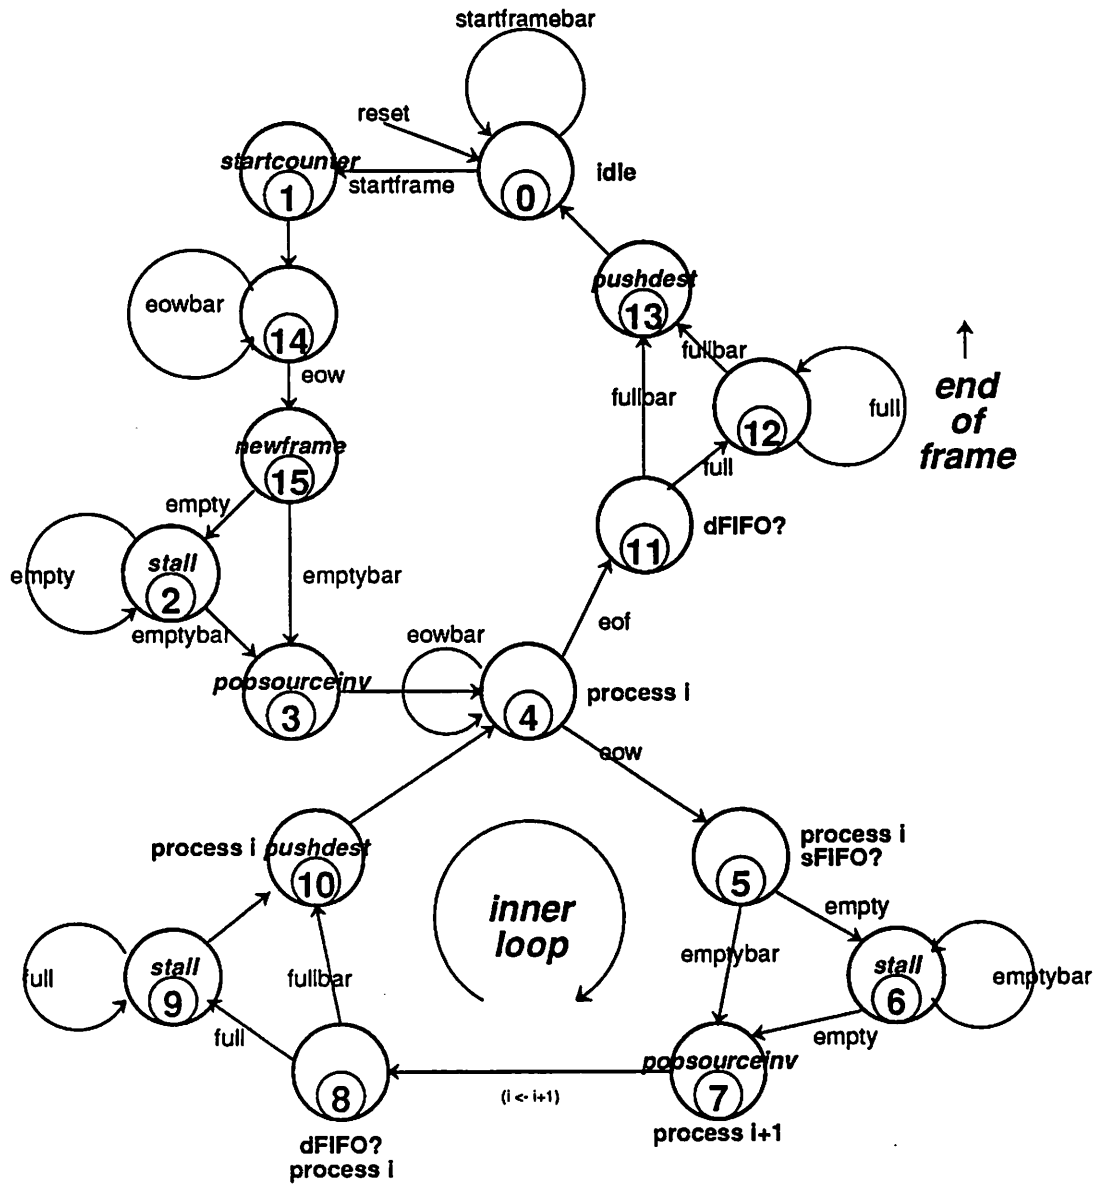 startframebar
reset
startcounter
1
startframe
0
idle
pushdest
13
eowbar
14
eow
fullbar
fullbar
12
full
end
of
frame
newframe
15
full
empty
11
dFIFO?
stall
2
empty
emptybar
emptybar
eof
eowbar
popsourceinv
3
4
process i
eow
process i pushdest
10
5
process i
sFIFO?
inner
loop
empty
emptybar
stall
9
full
fullbar
stall
6
emptybar
full
empty
popsourceinv
7
8
(i <- i+1)
process i+1
dFIFO?
process i